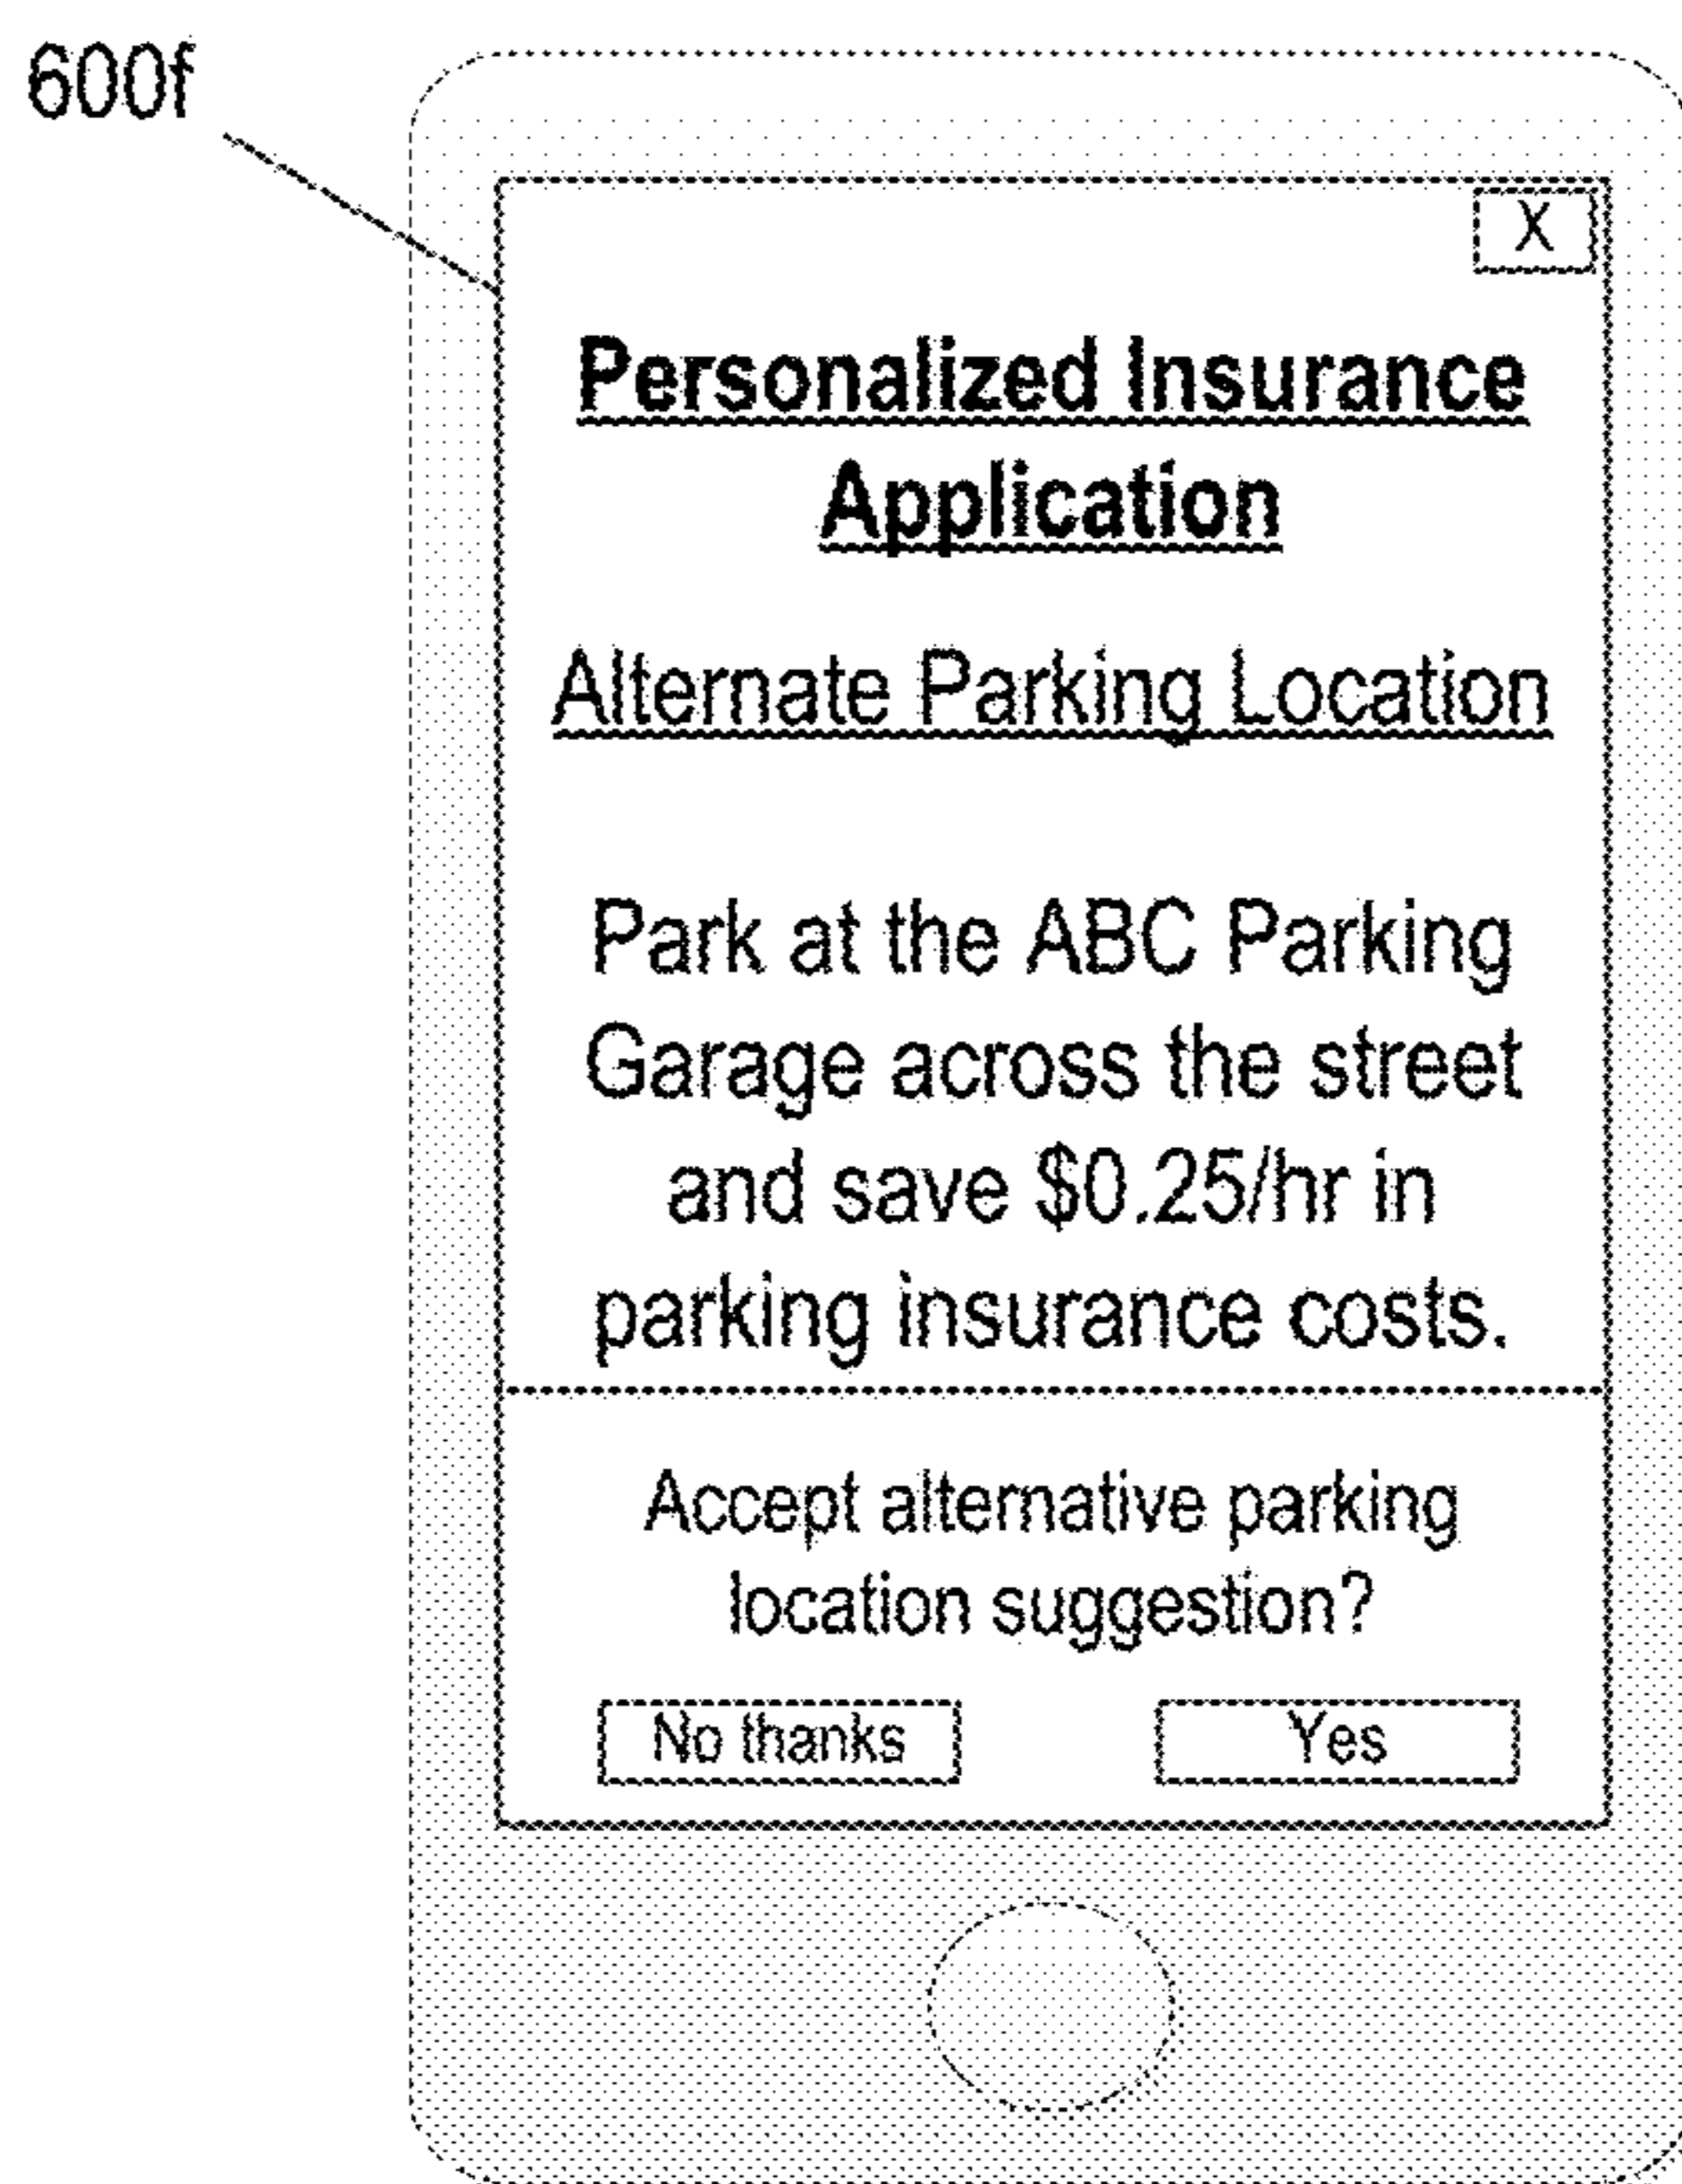 600f
X
Personalized Insurance
Application
Alternate Parking Location
Park at the ABC Parking
Garage across the street
and save $0.25/hr in
parking insurance costs.
Accept alternative parking
location suggestion?
No thanks Yes